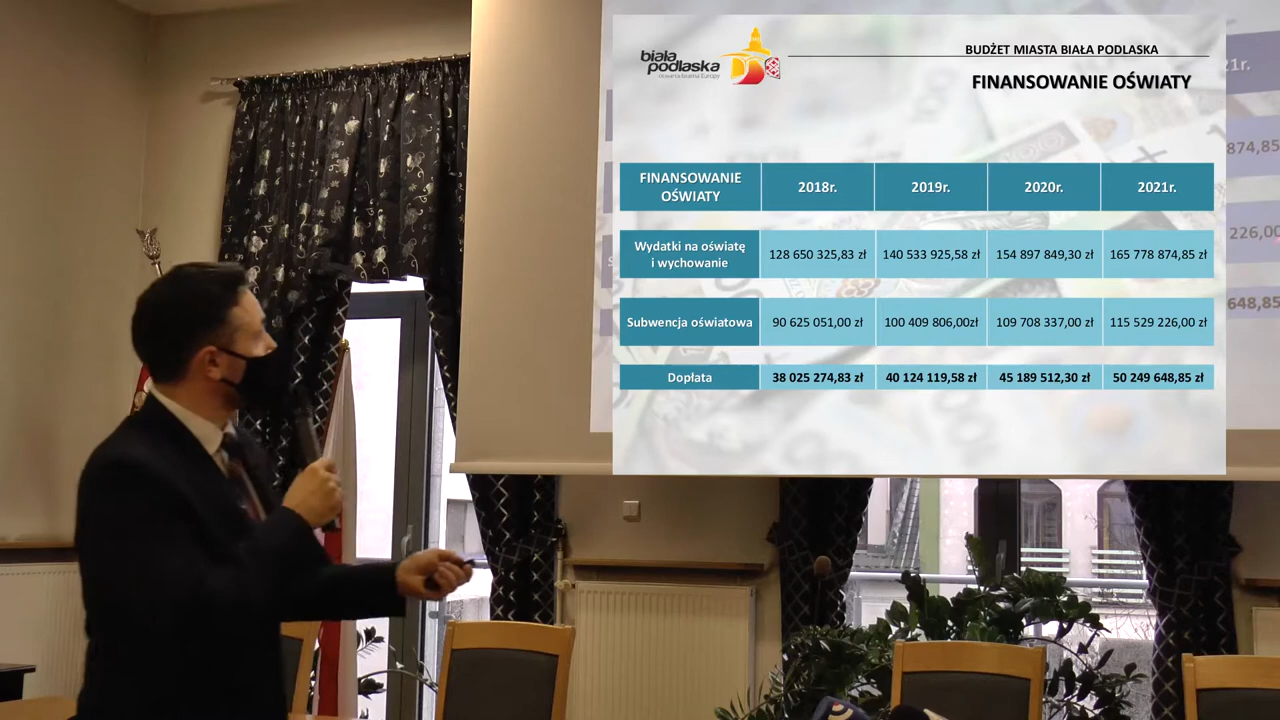 biała
podlaska
otwarta brama Europy
BUDŻET MIASTA BIAŁA PODLASKA
FINANSOWANIE OŚWIATY
21r.
FINANSOWANIE
OŚWIATY
2018r.
2019r.
2020r.
2021r.
874,85
Wydatki na oświatę
i wychowanie
128 650 325,83 zł
140 533 925,58 zł
154 897 849,30 zł
165 778 874,85 zł
226,00
Subwencja oświatowa
90 625 051,00 zł
100 409 806,00zł
109 708 337,00 zł
115 529 226,00 zł
648,85
Dopłata
38 025 274,83 zł
40 124 119,58 zł
45 189 512,30 zł
50 249 648,85 zł